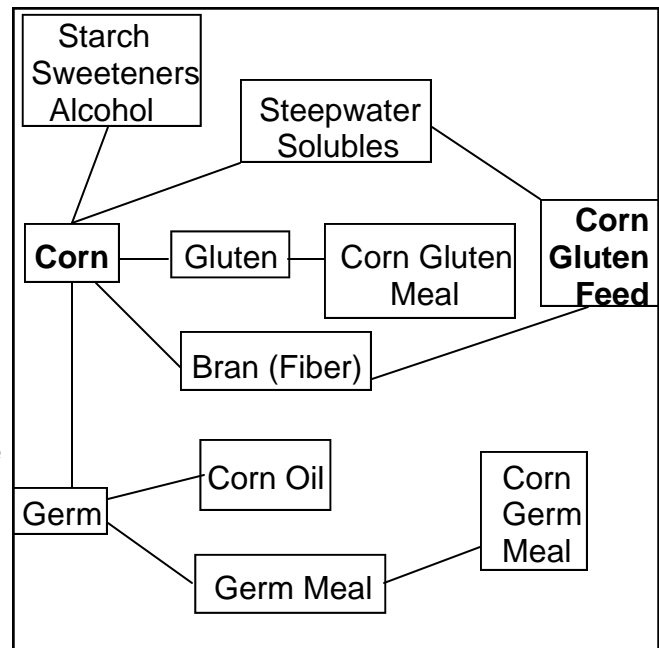 Starch
Sweeteners
Alcohol
Steepwater
Solubles
Corn
Gluten
Corn Gluten
Meal
Corn
Gluten
Feed
Bran (Fiber)
Germ
Corn Oil
Corn
Germ
Meal
Germ Meal